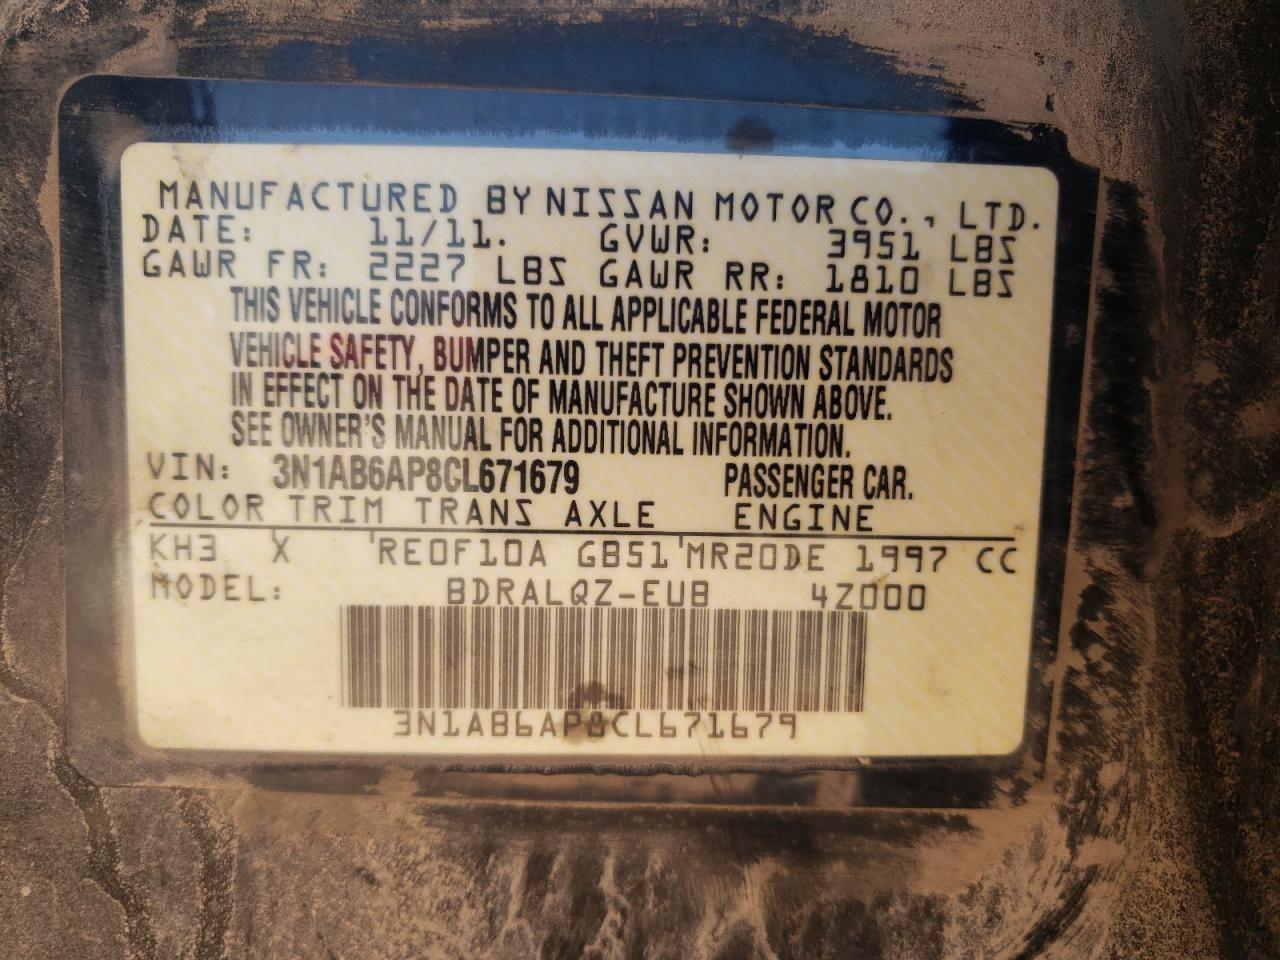 MANUFACTURED BY NISSAN MOTOR CO., LTD.
DATE: 11/11. GVWR: 3951 LBS
GAWR FR: 2227 LBS GAWR RR: 1810 LBS
THIS VEHICLE CONFORMS TO ALL APPLICABLE FEDERAL MOTOR
VEHICLE SAFETY, BUMPER AND THEFT PREVENTION STANDARDS
IN EFFECT ON THE DATE OF MANUFACTURE SHOWN ABOVE.
SEE OWNER'S MANUAL FOR ADDITIONAL INFORMATION.
VIN: 3N1AB6AP8CL671679 PASSENGER CAR.
COLOR TRIM TRANS AXLE ENGINE
KH3 X RE0F10A GB51 MR20DE 1997 CC
MODEL: BDRALQZ-EUB 4Z000
3N1AB6AP8CL671679